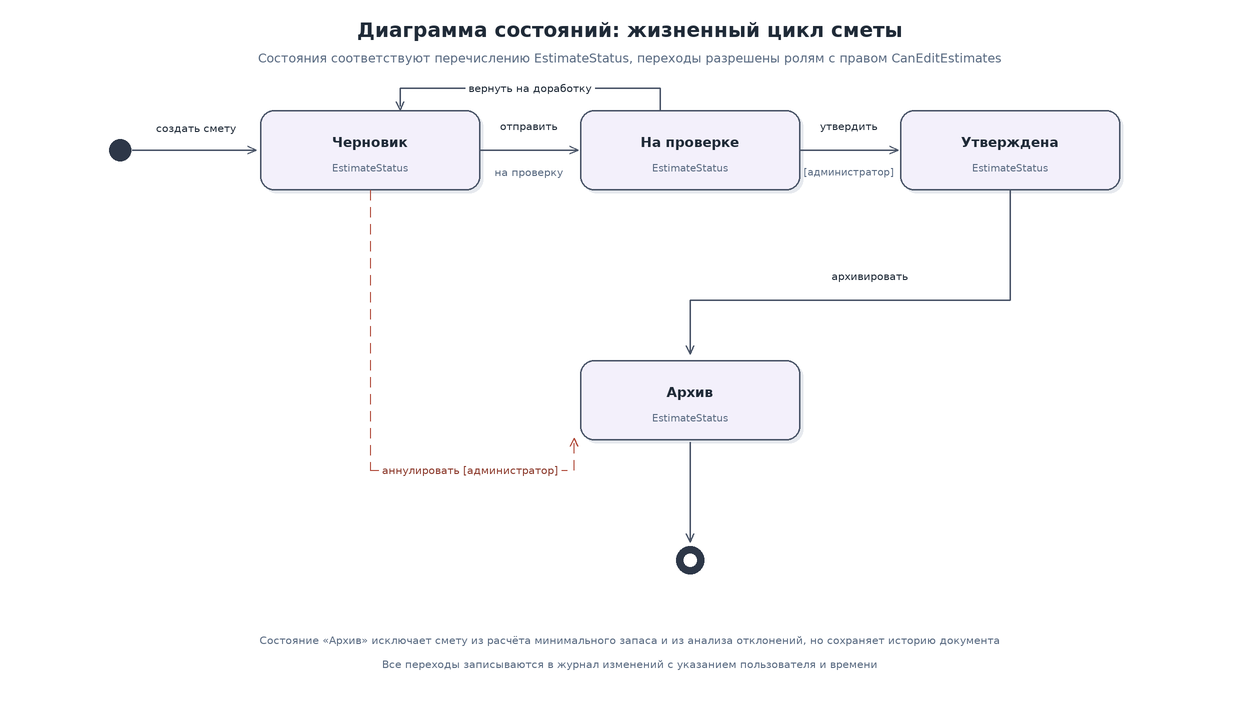 Диаграмма состояний: жизненный цикл сметы
Состояния соответствуют перечислению EstimateStatus, переходы разрешены ролям с правом CanEditEstimates
вернуть на доработку
создать смету
Черновик
EstimateStatus
отправить
на проверку
На проверке
EstimateStatus
утвердить
[администратор]
Утверждена
EstimateStatus
архивировать
Архив
EstimateStatus
аннулировать [администратор]
Состояние «Архив» исключает смету из расчёта минимального запаса и из анализа отклонений, но сохраняет историю документа
Все переходы записываются в журнал изменений с указанием пользователя и времени